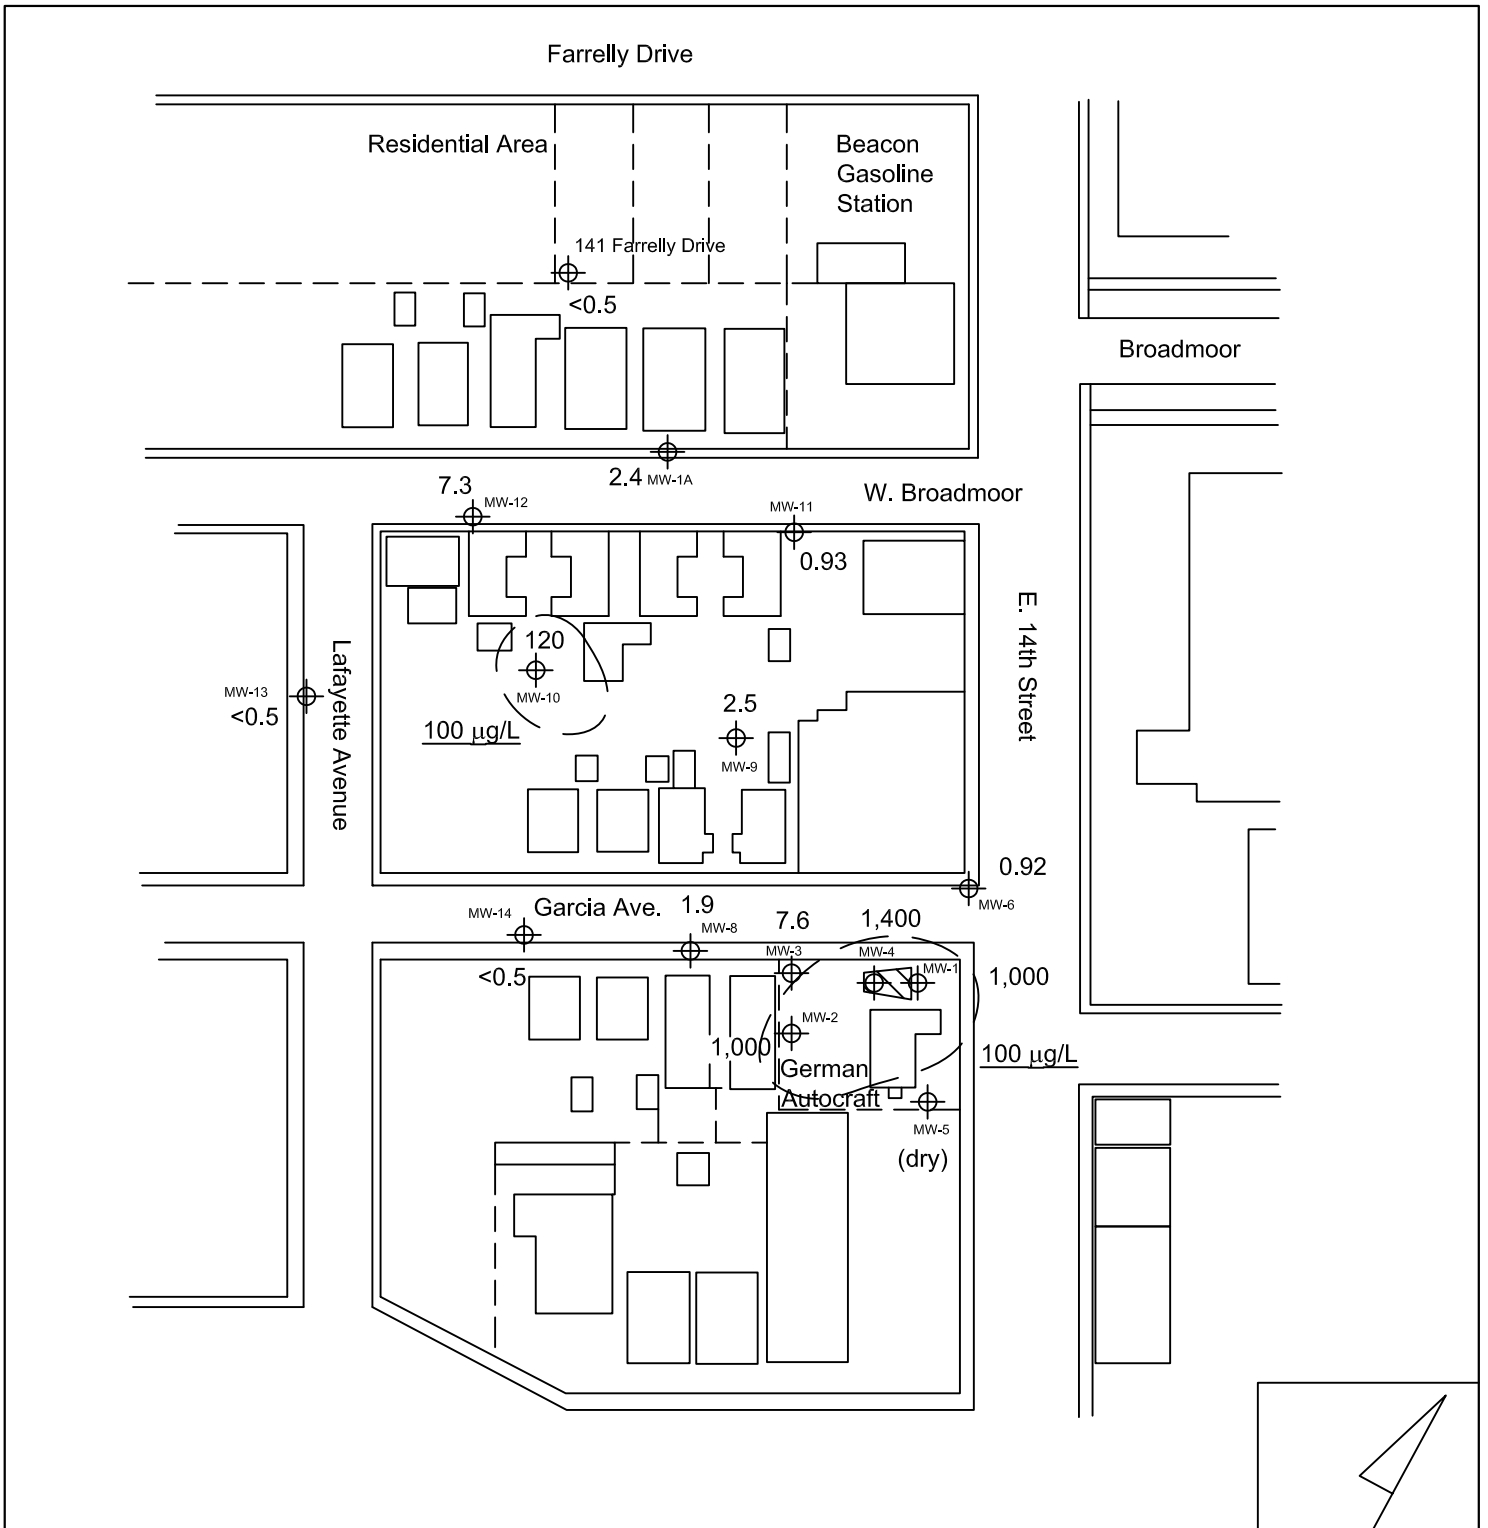 Farrelly Drive
Residential Area
Beacon
Gasoline
Station
141 Farrelly Drive
<0.5
Broadmoor
2.4 MW-1A
7.3
MW-12
W. Broadmoor
MW-11
0.93
E. 14th Street
Lafayette Avenue
120
MW-10
MW-13
<0.5
100 µg/L
2.5
MW-9
0.92
MW-6
MW-14
Garcia Ave.
1.9
MW-8
7.6
MW-3
1,400
MW-4
MW-1
1,000
<0.5
MW-2
1,000
100 µg/L
German
Autocraft
MW-5
(dry)